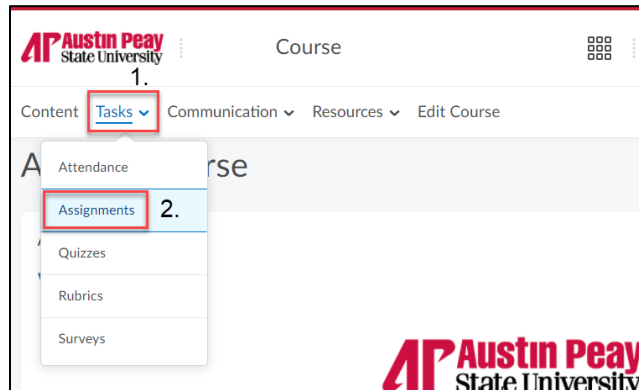 Austin Peay
State University
Course
1.
Content Tasks Communication Resources Edit Course
rse
Attendance
Assignments 2.
Quizzes
Rubrics
Surveys
Austin Peay
State University